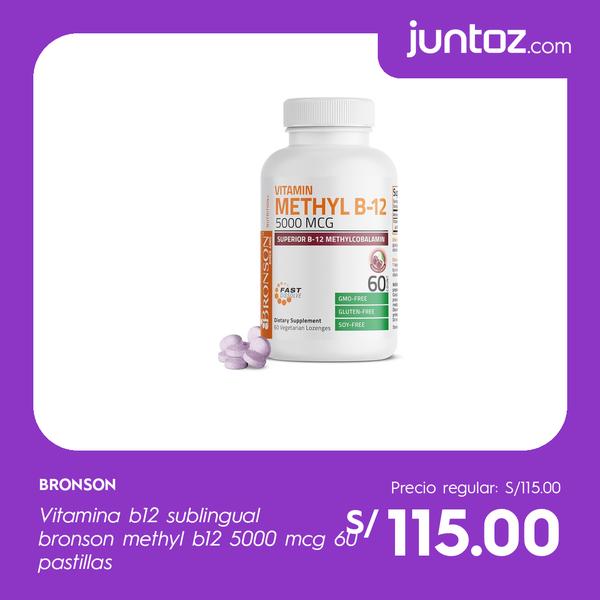 juntoz.com
VITAMIN
METHYL B-12
5000 MCG
SUPERIOR B-12 METHYLCOBALAMIN
BRONSON
60
FAST
DISSOLVE
GMO-FREE
GLUTEN-FREE
SOY-FREE
Dietary Supplement
60 Vegetarian Lozenges
BRONSON
Precio regular: S/115.00
Vitamina b12 sublingual
bronson methyl b12 5000 mcg 60
pastillas
S/ 115.00